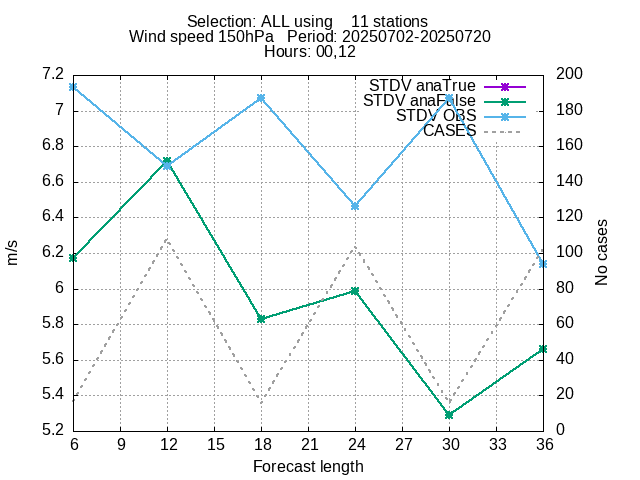 Selection: ALL using    11 stations
Wind speed 150hPa   Period: 20250702-20250720
Hours: 00,12
STDV anaTrue
STDV anaFalse
STDV OBS
CASES
7.2
7
6.8
6.6
6.4
6.2
6
5.8
5.6
5.4
5.2
m/s
200
180
160
140
120
100
80
60
40
20
0
No cases
6 9 12 15 18 21 24 27 30 33 36
Forecast length